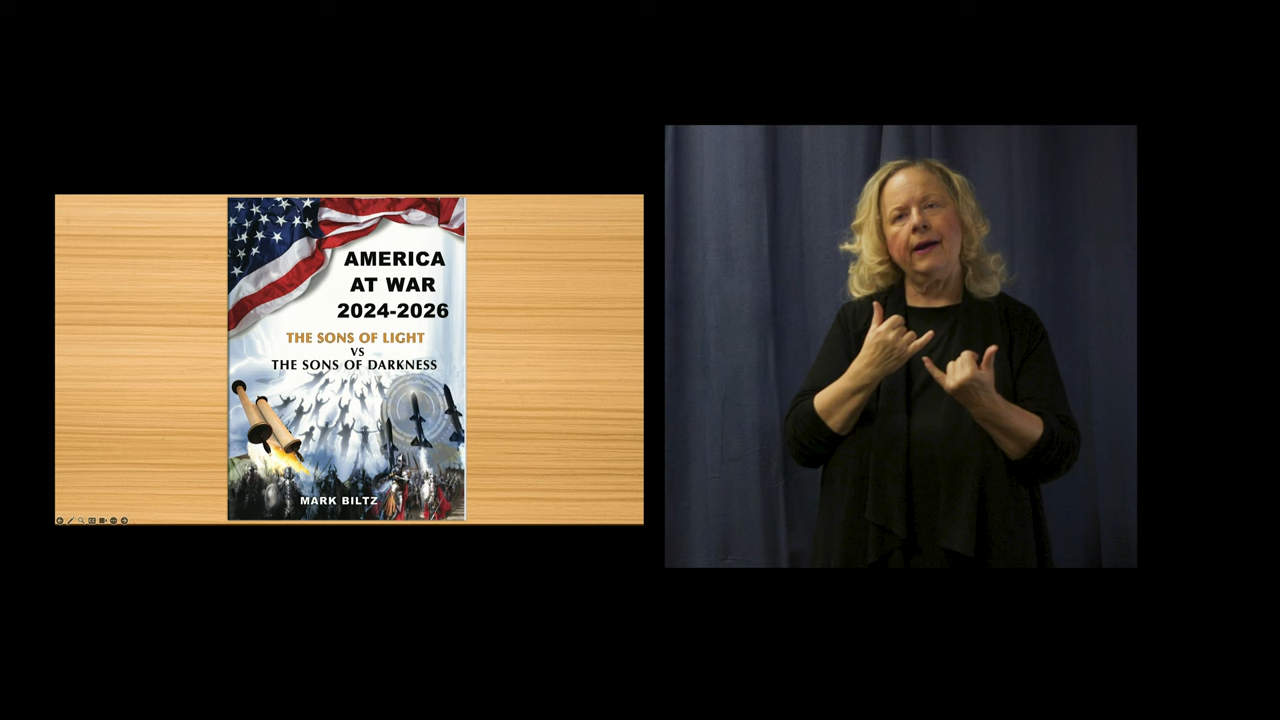 AMERICA
AT WAR
2024-2026
THE SONS OF LIGHT
VS
THE SONS OF DARKNESS
MARK BILTZ